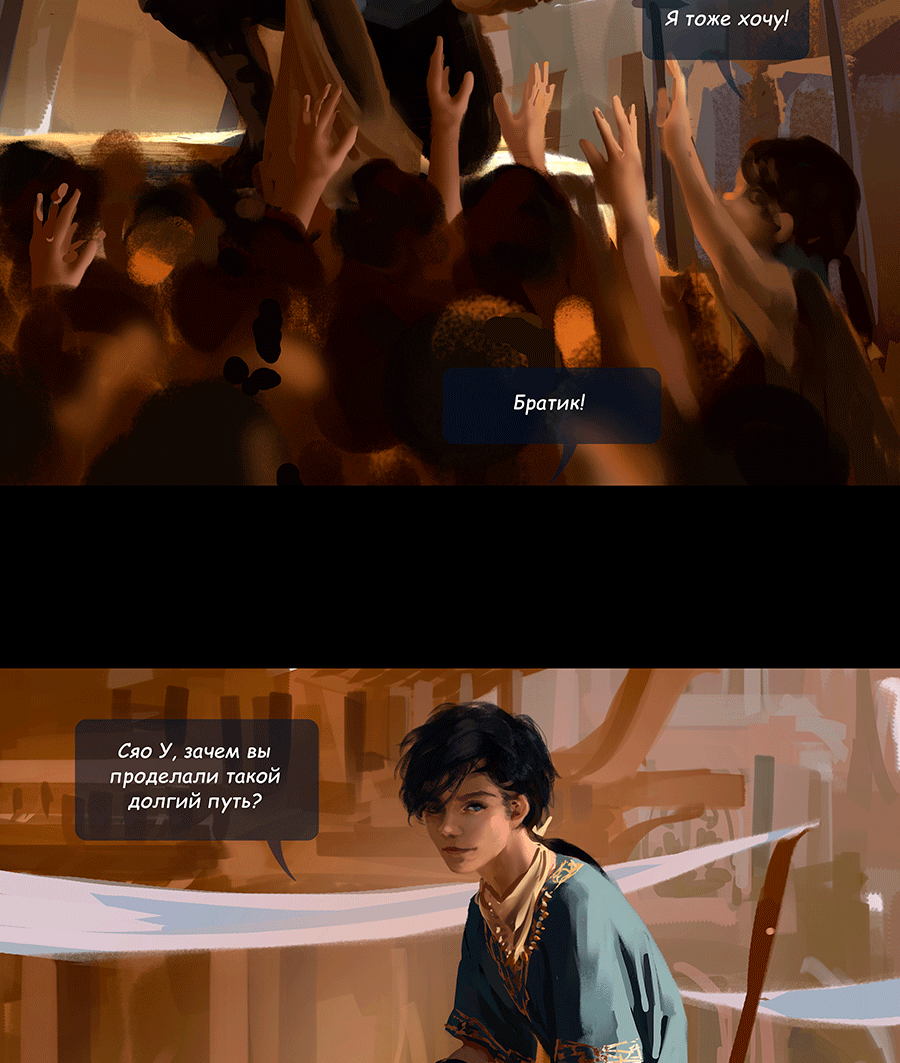 Я тоже хочу!
Братик!
Сяо У, зачем вы
проделали такой
долгий путь?